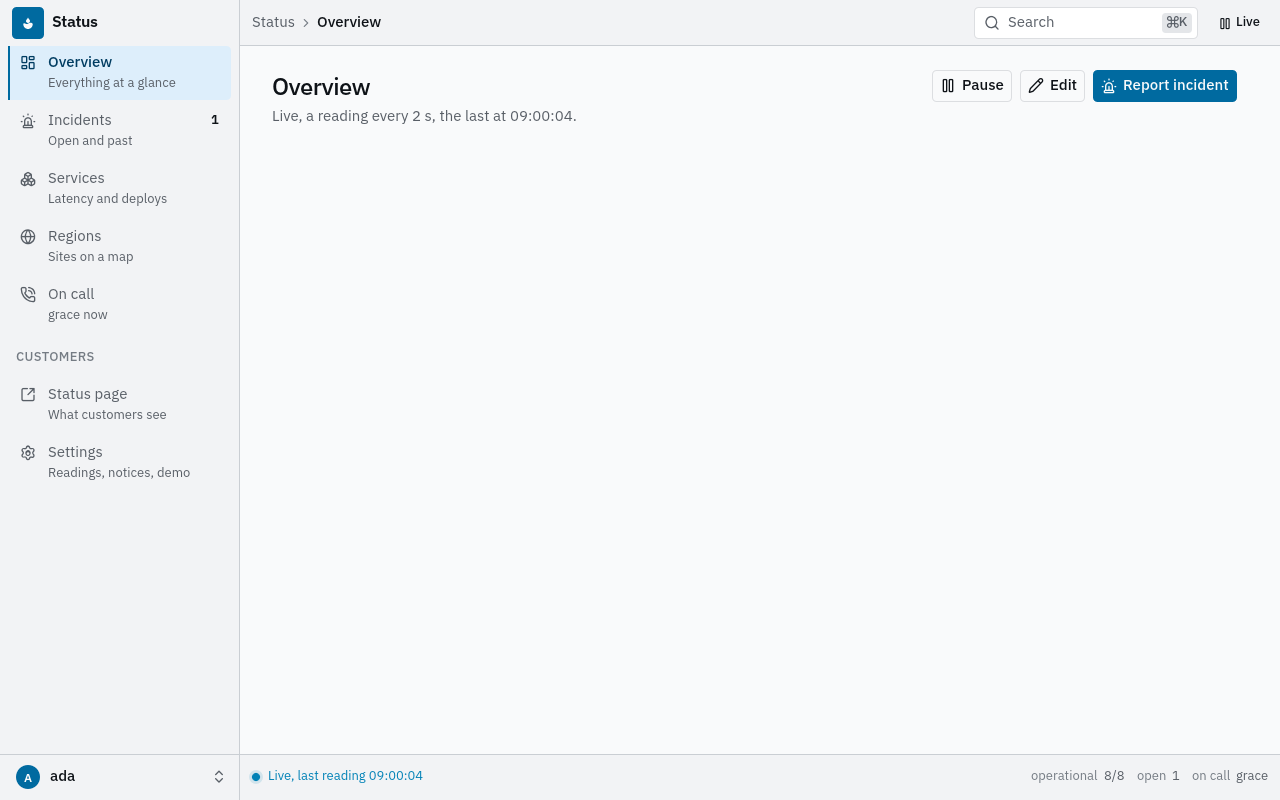 Status
Overview
Everything at a glance
Incidents 1
Open and past
Services
Latency and deploys
Regions
Sites on a map
On call
grace now
CUSTOMERS
Status page
What customers see
Settings
Readings, notices, demo
A ada
Status > Overview
Search ⌘K
Live
Overview
Live, a reading every 2 s, the last at 09:00:04.
Pause
Edit
Report incident
Live, last reading 09:00:04
operational 8/8 open 1 on call grace